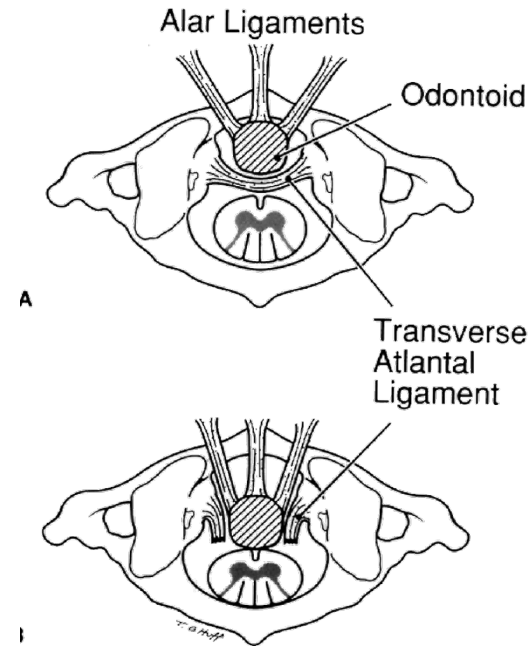 Alar Ligaments
Odontoid
A
Transverse
Atlantal
Ligament